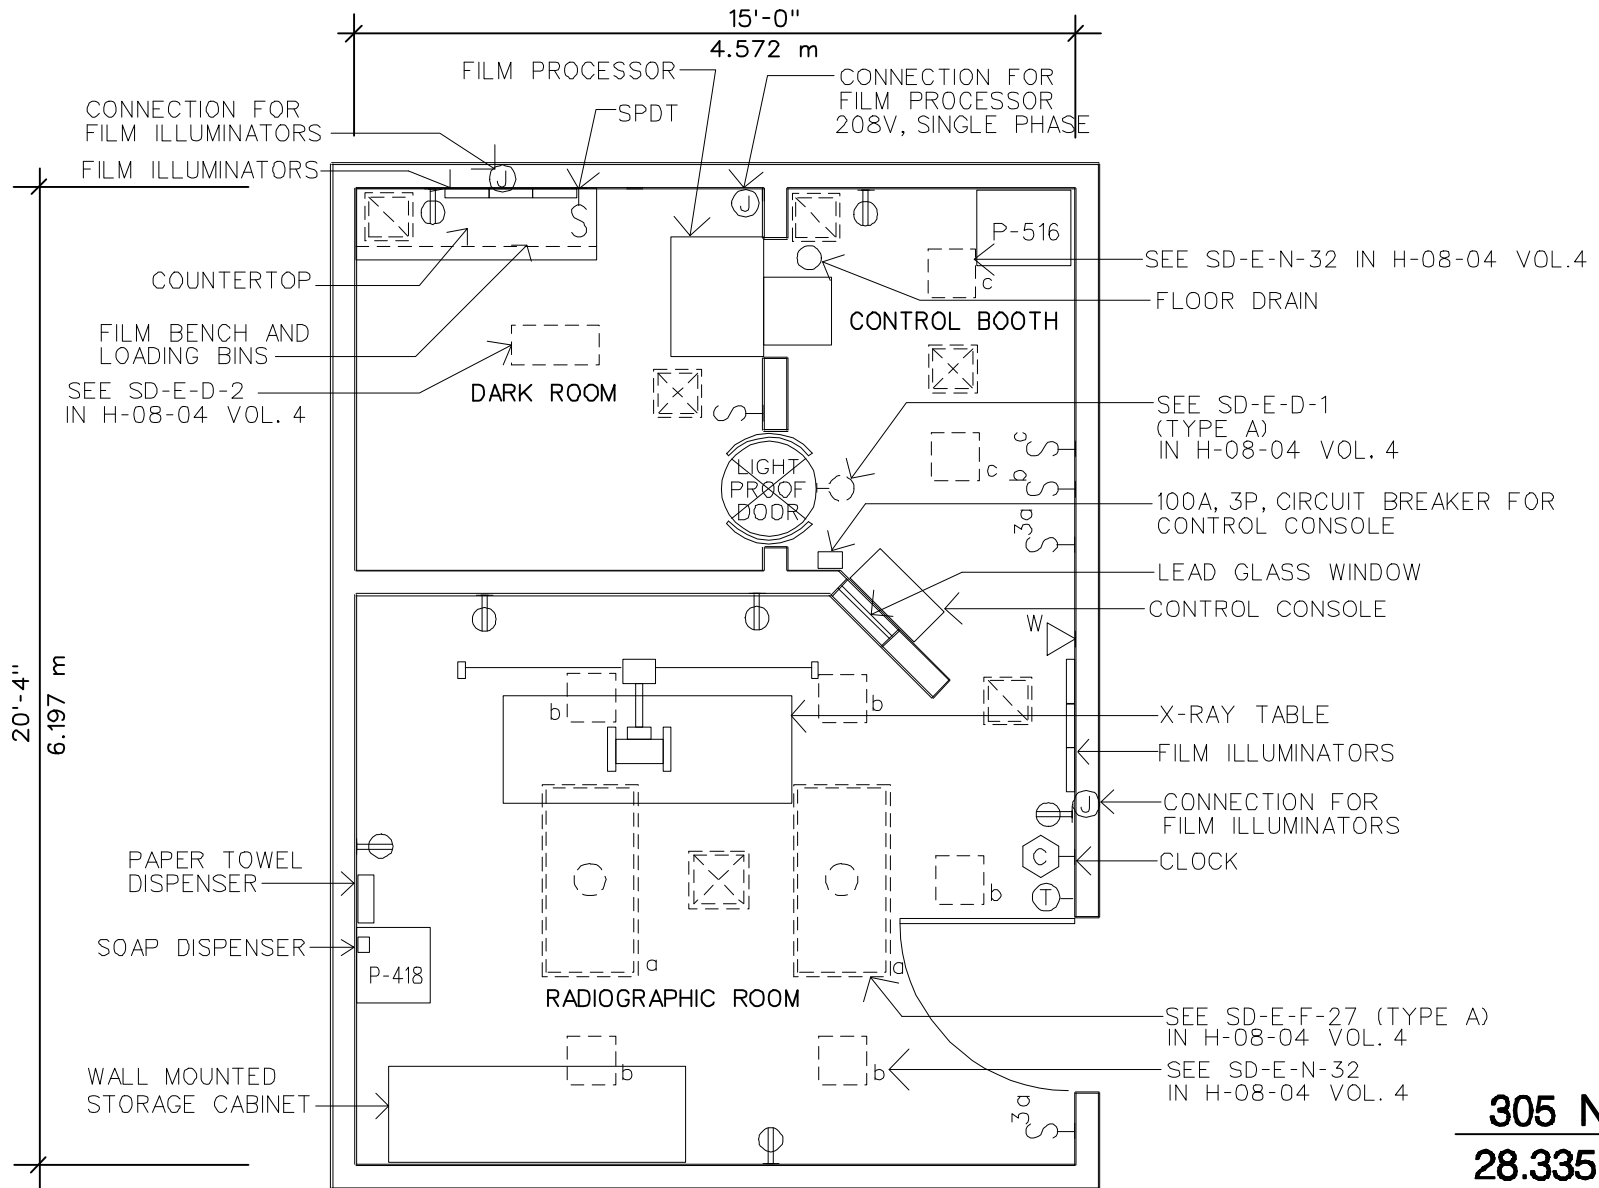 15'-0"
4.572 m
FILM PROCESSOR
CONNECTION FOR
FILM PROCESSOR
208V, SINGLE PHASE
SPDT
CONNECTION FOR
FILM ILLUMINATORS
FILM ILLUMINATORS
J
J
S
P-516
COUNTERTOP
SEE SD-E-N-32 IN H-08-04 VOL.4
c
FLOOR DRAIN
CONTROL BOOTH
FILM BENCH AND
LOADING BINS
SEE SD-E-D-2
IN H-08-04 VOL. 4
DARK ROOM
S
SEE SD-E-D-1
(TYPE A)
IN H-08-04 VOL. 4
c
S
c
b
S
3a
S
LIGHT
PROOF
DOOR
100A, 3P, CIRCUIT BREAKER FOR
CONTROL CONSOLE
LEAD GLASS WINDOW
CONTROL CONSOLE
W
20'-4"
6.197 m
b
b
X-RAY TABLE
FILM ILLUMINATORS
J
CONNECTION FOR
FILM ILLUMINATORS
C
CLOCK
T
b
PAPER TOWEL
DISPENSER
SOAP DISPENSER
P-418
a
a
RADIOGRAPHIC ROOM
SEE SD-E-F-27 (TYPE A)
IN H-08-04 VOL. 4
b
b
SEE SD-E-N-32
IN H-08-04 VOL. 4
WALL MOUNTED
STORAGE CABINET
3a
S
305 N
28.335